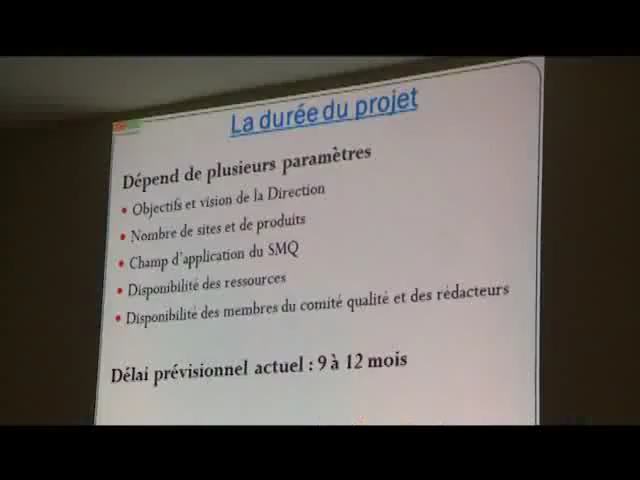 La durée du projet
Dépend de plusieurs paramètres
• Objectifs et vision de la Direction
• Nombre de sites et de produits
• Champ d'application du SMQ
• Disponibilité des ressources
• Disponibilité des membres du comité qualité et des rédacteurs
Délai prévisionnel actuel : 9 à 12 mois